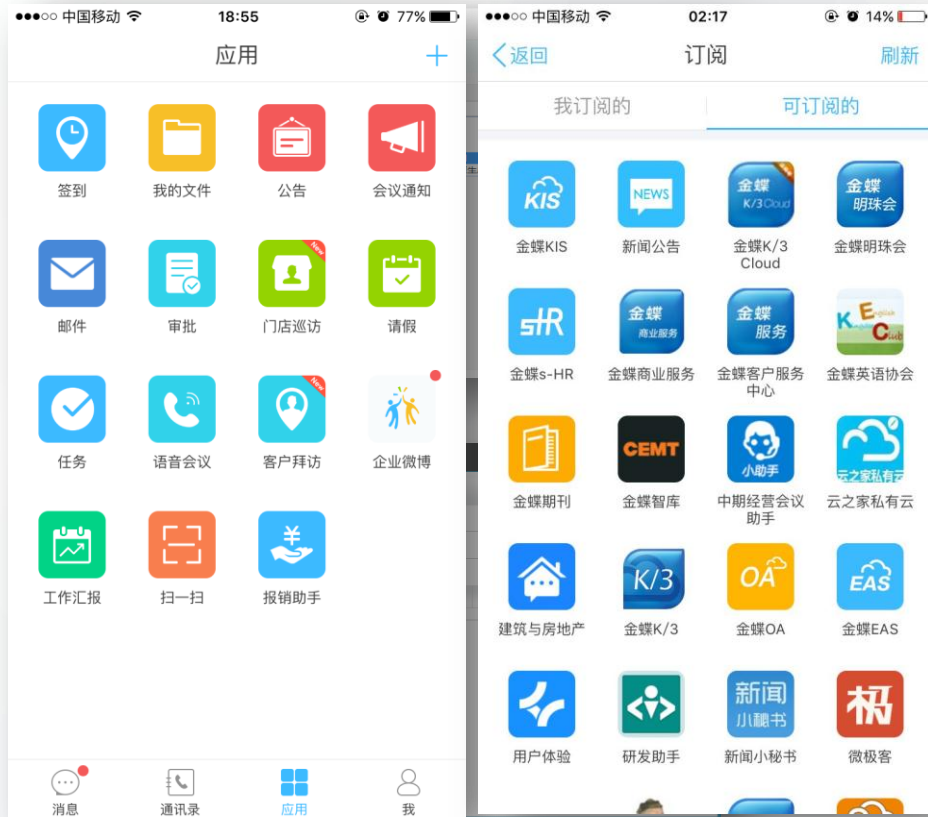 中国移动 18:55 77%
应用
签到 我的文件 公告 会议通知
New
邮件 审批 门店巡访 请假
New
任务 语音会议 客户拜访 企业微博
工作汇报 扫一扫 报销助手
消息 通讯录 应用 我
中国移动 02:17 14%
返回 订阅 刷新
我订阅的 可订阅的
KIS NEWS 金蝶 K/3Cloud 金蝶 明珠会
金蝶KIS 新闻公告 金蝶K/3 金蝶明珠会
Cloud
sHR 金蝶 商业服务 金蝶 服务 K English Club
金蝶s-HR 金蝶商业服务 金蝶客户服务 金蝶英语协会
中心
CEMT 小助手 云之家私有云
金蝶期刊 金蝶智库 中期经营会议 云之家私有云
助手
K/3 OA EAS
建筑与房地产 金蝶K/3 金蝶OA 金蝶EAS
新闻 小秘书
用户体验 研发助手 新闻小秘书 微极客